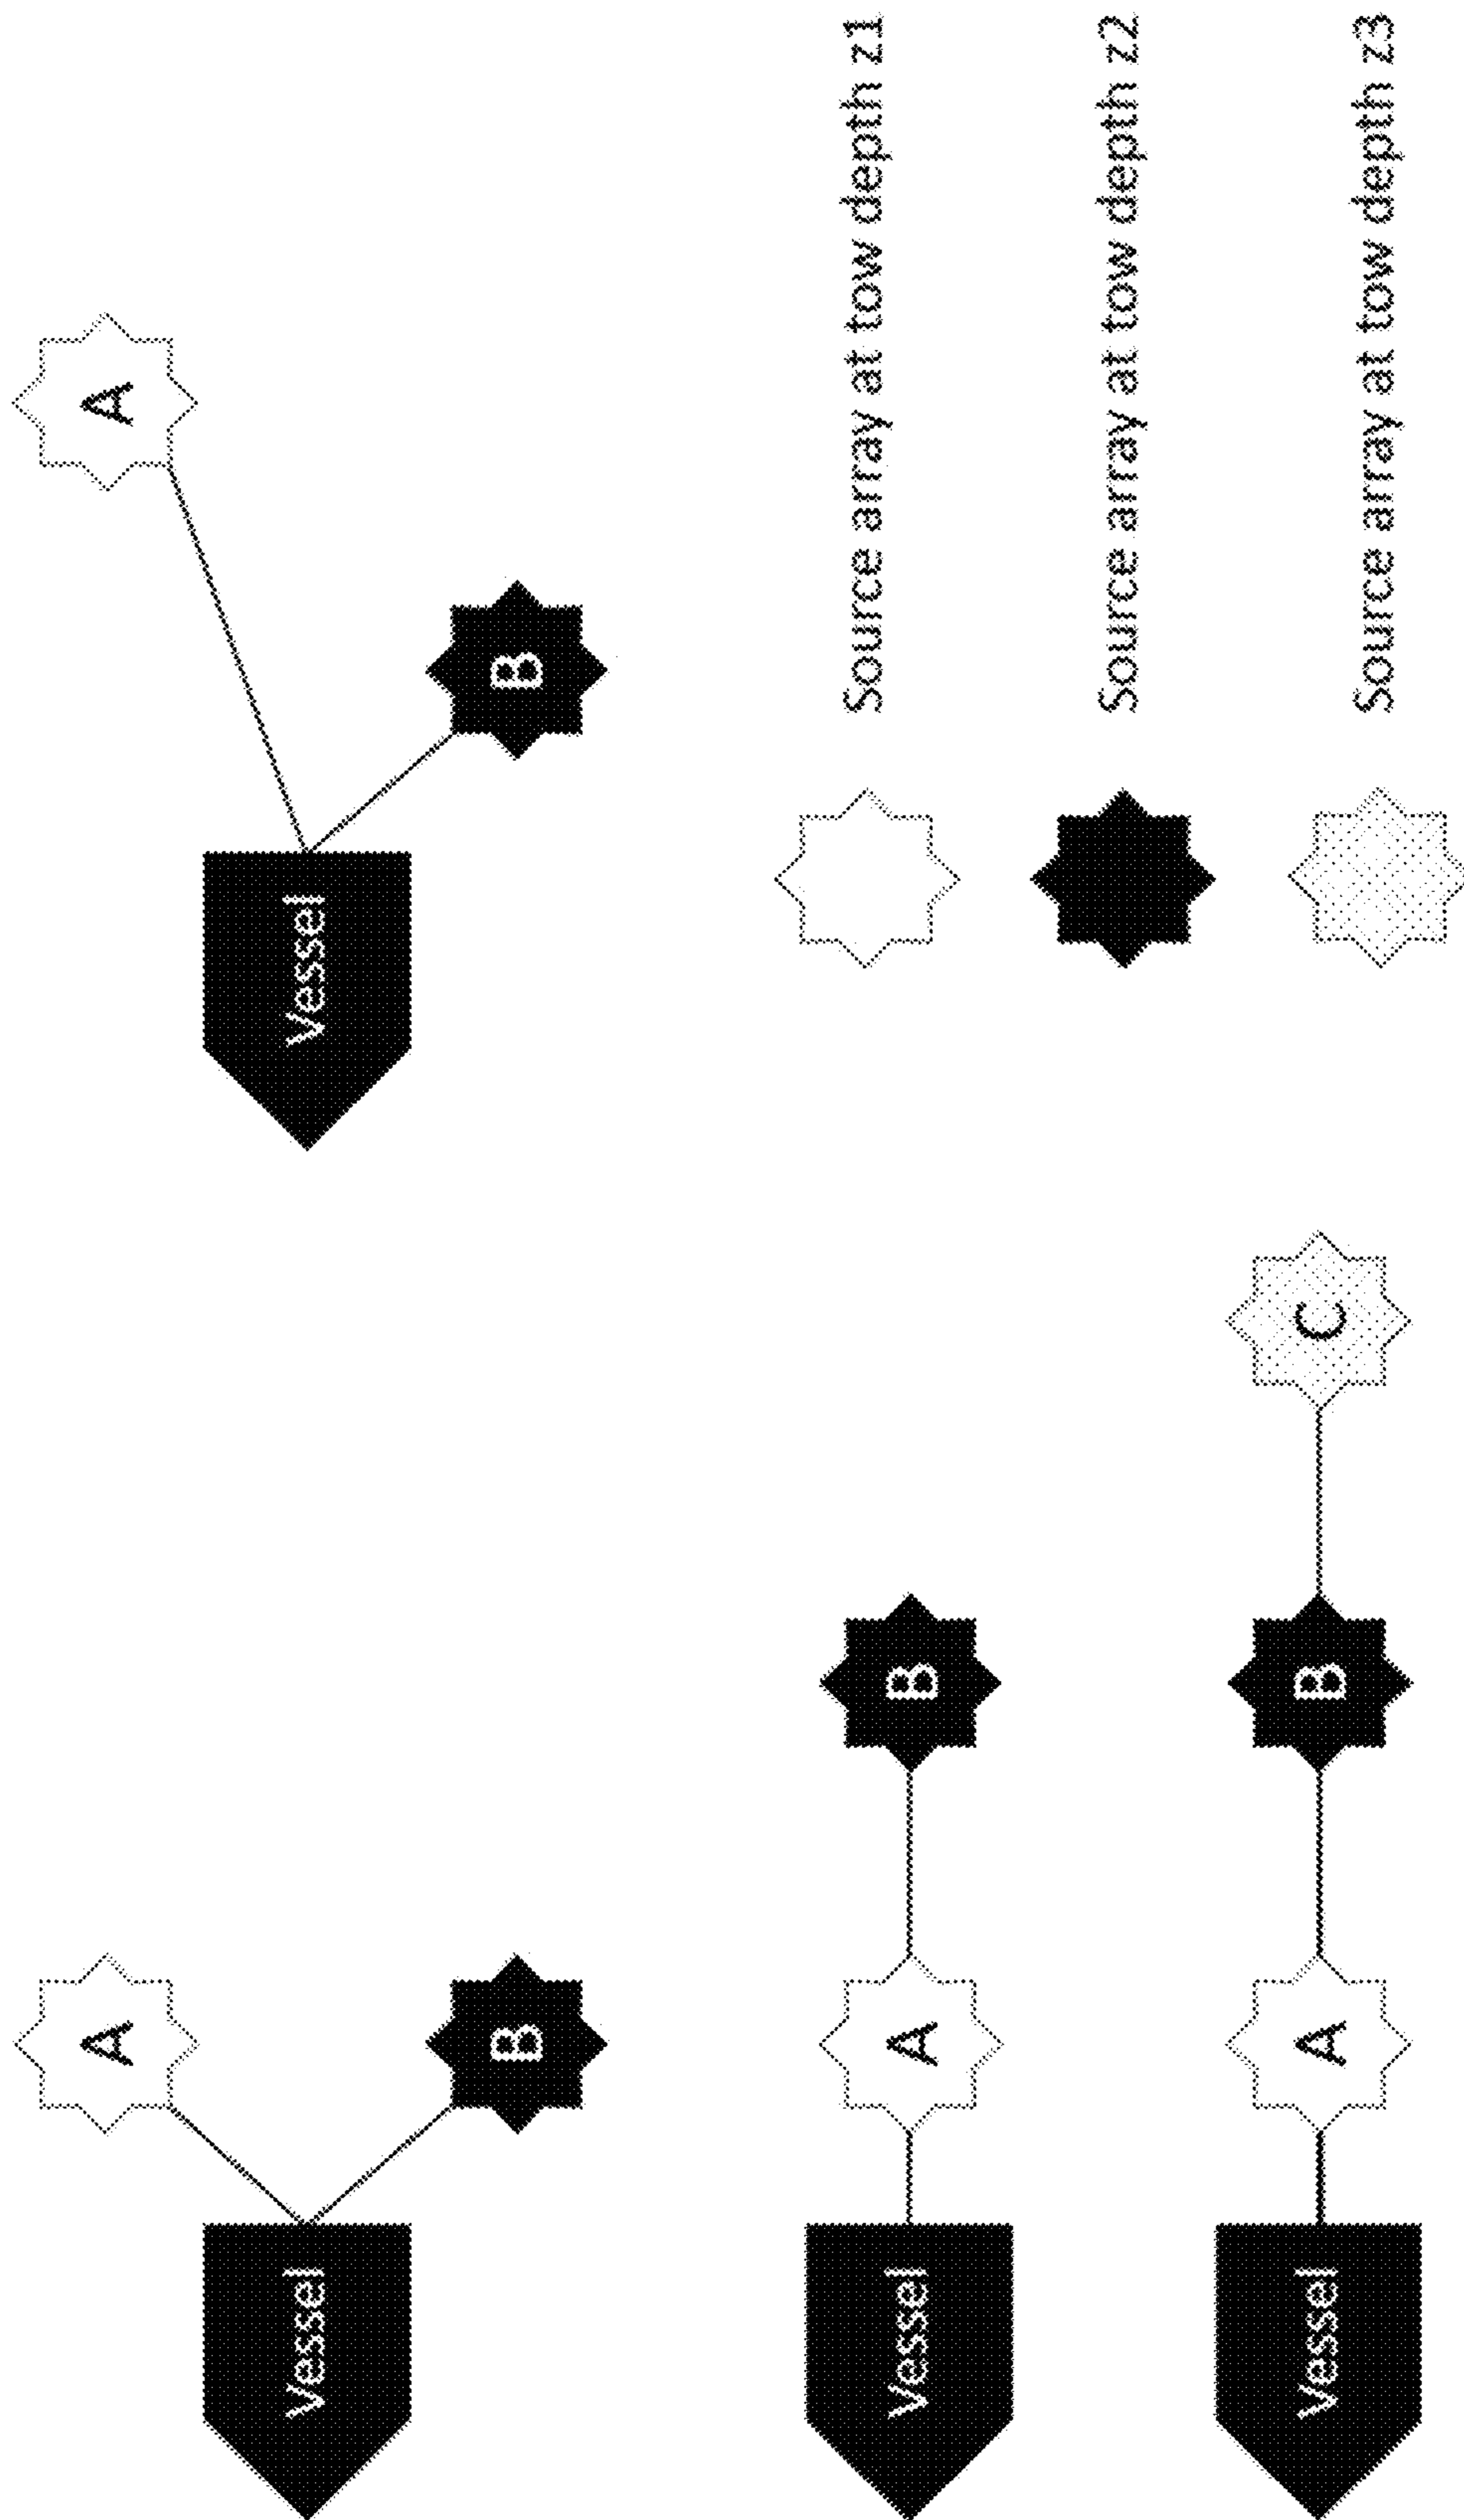 A
Vessel
B
A
Vessel
B
Vessel
A
B
Vessel
A
B
C
Source array at tow depth z1
Source array at tow depth z2
Source array at tow depth z3